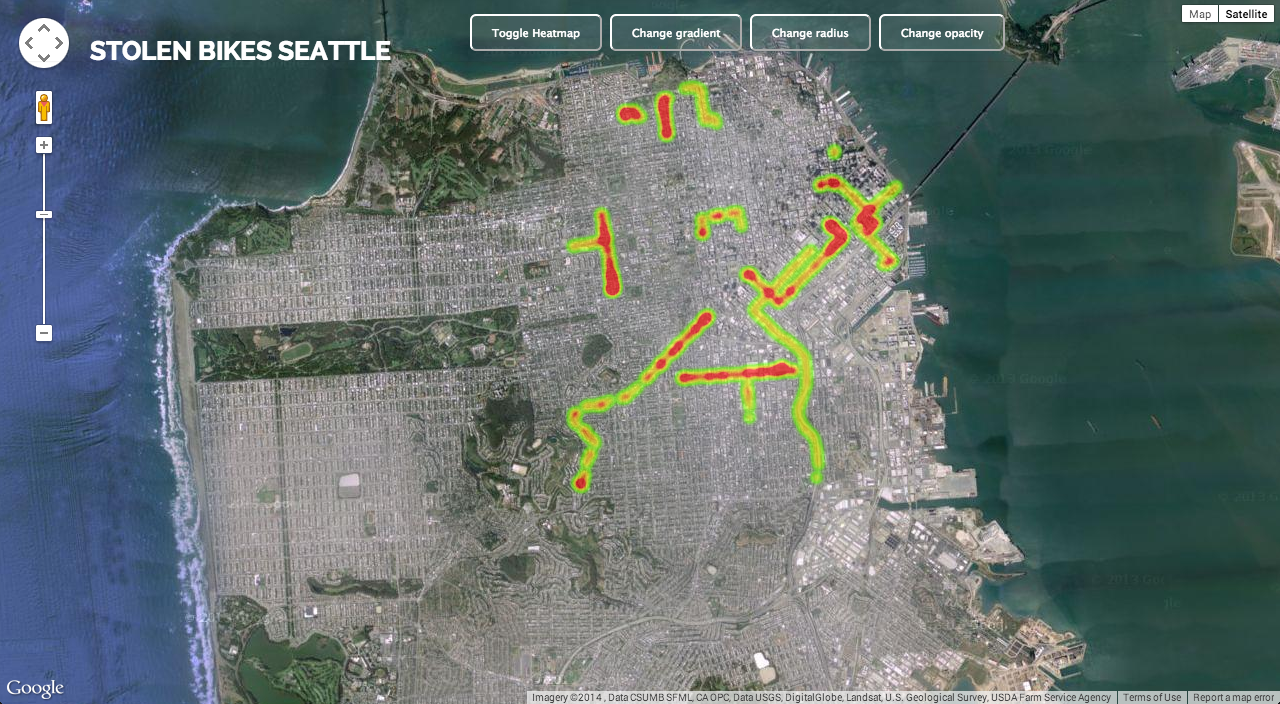 STOLEN BIKES SEATTLE
Toggle Heatmap
Change gradient
Change radius
Change opacity
Map
Satellite
+
−
2013 Google
© 2013 Google
© 2013
© 2013 Goo
Google
Imagery ©2014 , Data CSUMB SFML, CA OPC, Data USGS, DigitalGlobe, Landsat, U.S. Geological Survey, USDA Farm Service Agency
Terms of Use
Report a map error